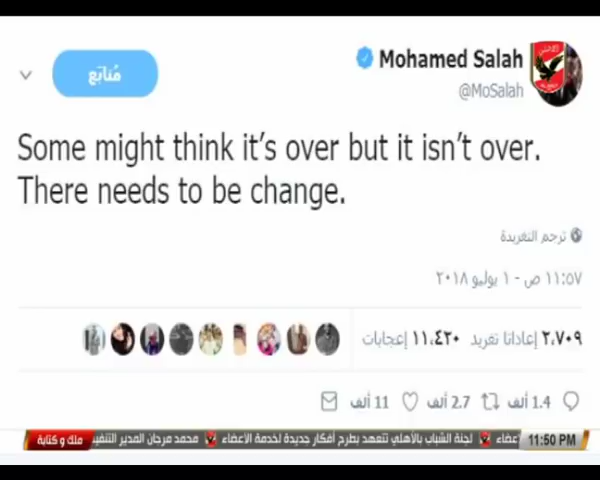 Mohamed Salah
@MoSalah
مُتابَع
Some might think it's over but it isn't over.
There needs to be change.
ترجم التغريدة
١١:٥٧ ص - ١ يوليو ٢٠١٨
٢،٧٠٩ إعادتا تغريد ١١،٤٢٠ إعجابات
1.4 ألف 2.7 ألف 11 ألف
11:50 PM
عضاء لجنة الشباب بالأهلي تتعهد بطرح أفكار جديدة لخدمة الأعضاء محمد مرجان المدير التنفيذ
ملك و كتابة